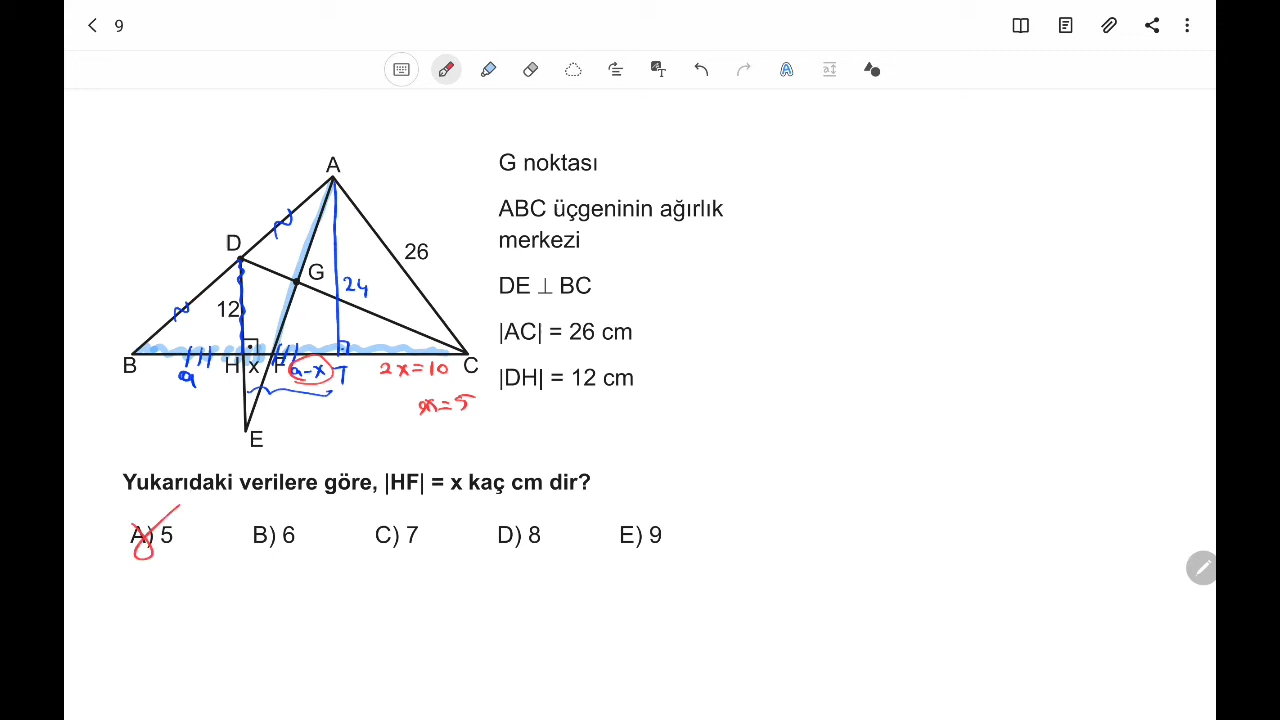 9
A
D
26
G
24
12
B
H
x
F
a-x
T
2x=10
C
a
x=5
E
G noktası
ABC üçgeninin ağırlık
merkezi
DE ⊥ BC
|AC| = 26 cm
|DH| = 12 cm
Yukarıdaki verilere göre, |HF| = x kaç cm dir?
A) 5 B) 6 C) 7 D) 8 E) 9